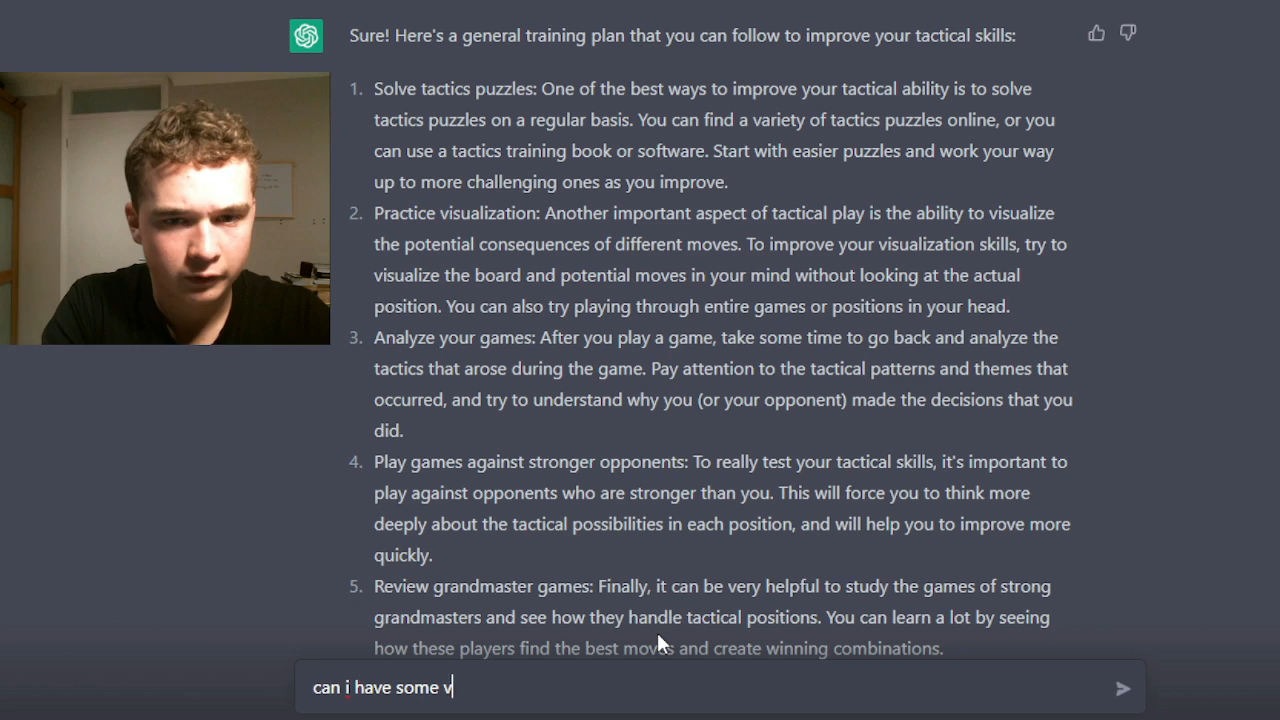 Sure! Here's a general training plan that you can follow to improve your tactical skills:
1. Solve tactics puzzles: One of the best ways to improve your tactical ability is to solve
tactics puzzles on a regular basis. You can find a variety of tactics puzzles online, or you
can use a tactics training book or software. Start with easier puzzles and work your way
up to more challenging ones as you improve.
2. Practice visualization: Another important aspect of tactical play is the ability to visualize
the potential consequences of different moves. To improve your visualization skills, try to
visualize the board and potential moves in your mind without looking at the actual
position. You can also try playing through entire games or positions in your head.
3. Analyze your games: After you play a game, take some time to go back and analyze the
tactics that arose during the game. Pay attention to the tactical patterns and themes that
occurred, and try to understand why you (or your opponent) made the decisions that you
did.
4. Play games against stronger opponents: To really test your tactical skills, it's important to
play against opponents who are stronger than you. This will force you to think more
deeply about the tactical possibilities in each position, and will help you to improve more
quickly.
5. Review grandmaster games: Finally, it can be very helpful to study the games of strong
grandmasters and see how they handle tactical positions. You can learn a lot by seeing
how these players find the best moves and create winning combinations.
can i have some v